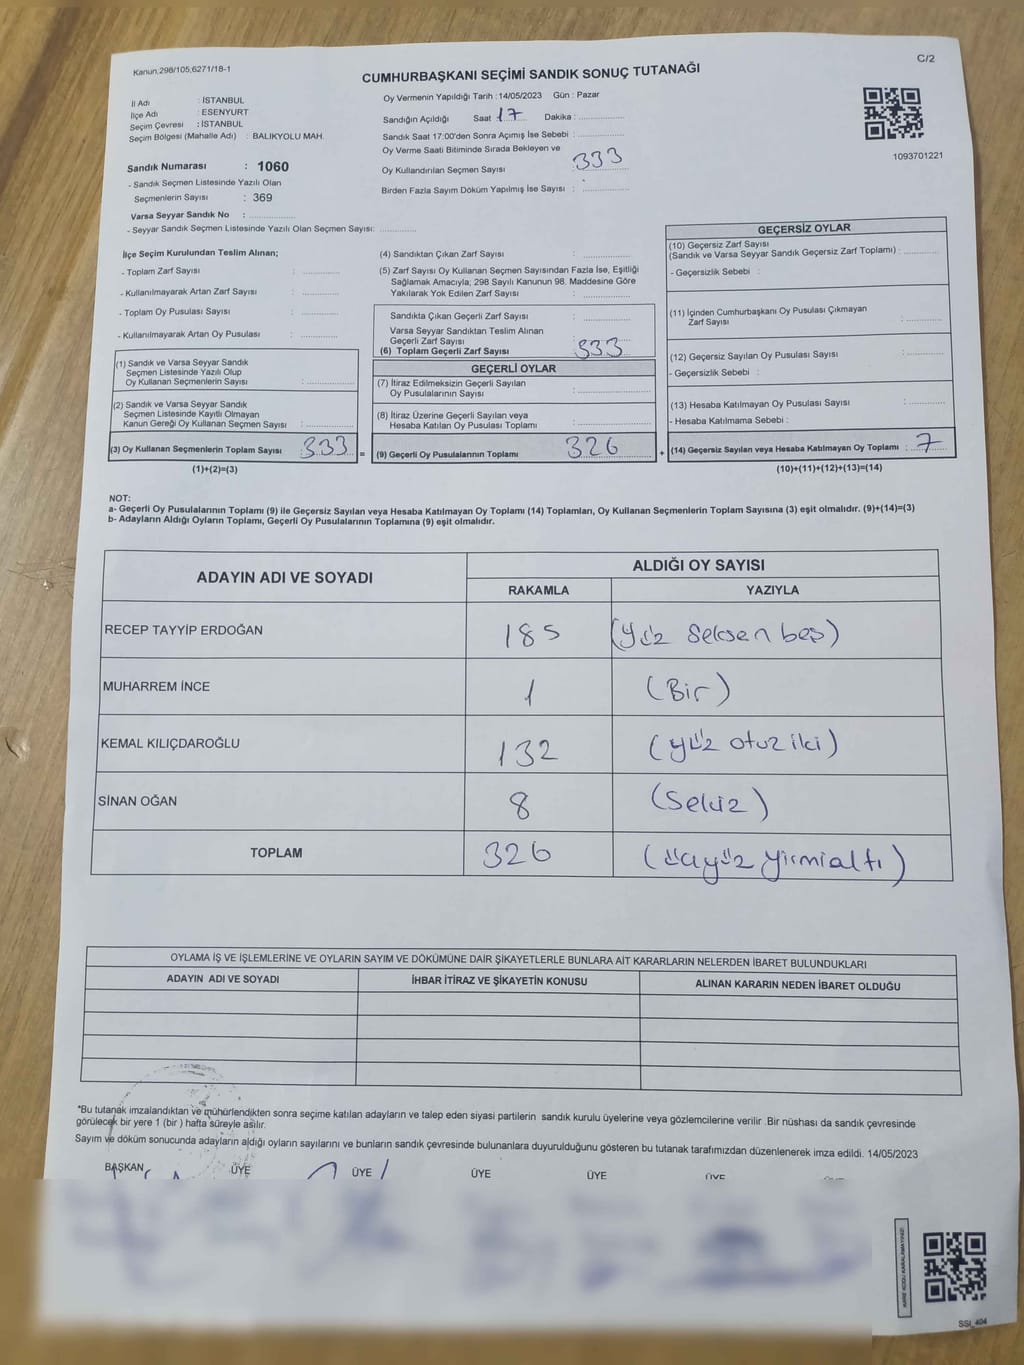 Kanun,298/105,6271/18-1
C/2
CUMHURBAŞKANI SEÇİMİ SANDIK SONUÇ TUTANAĞI
İl Adı : İSTANBUL
İlçe Adı : ESENYURT
Seçim Çevresi : İSTANBUL
Seçim Bölgesi (Mahalle Adı) : BALIKYOLU MAH.
Oy Vermenin Yapıldığı Tarih :14/05/2023 Gün : Pazar
Sandığın Açıldığı Saat 17 Dakika :
Sandık Saat 17:00'den Sonra Açımış İse Sebebi :
Oy Verme Saati Bitiminde Sırada Bekleyen ve
Oy Kullandırılan Seçmen Sayısı 333
Birden Fazla Sayım Döküm Yapılmış İse Sayısı :
1093701221
Sandık Numarası : 1060
- Sandık Seçmen Listesinde Yazılı Olan
Seçmenlerin Sayısı : 369
Varsa Seyyar Sandık No :
- Seyyar Sandık Seçmen Listesinde Yazılı Olan Seçmen Sayısı:
İlçe Seçim Kurulundan Teslim Alınan;
- Toplam Zarf Sayısı :
- Kullanılmayarak Artan Zarf Sayısı :
- Toplam Oy Pusulası Sayısı :
- Kullanılmayarak Artan Oy Pusulası :
(1) Sandık ve Varsa Seyyar Sandık
Seçmen Listesinde Yazılı Olup
Oy Kullanan Seçmenlerin Sayısı :
(2) Sandık ve Varsa Seyyar Sandık
Seçmen Listesinde Kayıtlı Olmayan
Kanun Gereği Oy Kullanan Seçmen Sayısı :
(3) Oy Kullanan Seçmenlerin Toplam Sayısı 333 =
(1)+(2)=(3)
(4) Sandıktan Çıkan Zarf Sayısı :
(5) Zarf Sayısı Oy Kullanan Seçmen Sayısından Fazla İse, Eşitliği
Sağlamak Amacıyla; 298 Sayılı Kanunun 98. Maddesine Göre
Yakılarak Yok Edilen Zarf Sayısı :
Sandıkta Çıkan Geçerli Zarf Sayısı :
Varsa Seyyar Sandıktan Teslim Alınan
Geçerli Zarf Sayısı :
(6) Toplam Geçerli Zarf Sayısı 333
GEÇERLİ OYLAR
(7) İtiraz Edilmeksizin Geçerli Sayılan
Oy Pusulalarının Sayısı :
(8) İtiraz Üzerine Geçerli Sayılan veya
Hesaba Katılan Oy Pusulası Toplamı :
(9) Geçerli Oy Pusulalarının Toplamı 326 +
GEÇERSİZ OYLAR
(10) Geçersiz Zarf Sayısı
(Sandık ve Varsa Seyyar Sandık Geçersiz Zarf Toplamı) :
- Geçersizlik Sebebi :
(11) İçinden Cumhurbaşkanı Oy Pusulası Çıkmayan
Zarf Sayısı :
(12) Geçersiz Sayılan Oy Pusulası Sayısı :
- Geçersizlik Sebebi :
(13) Hesaba Katılmayan Oy Pusulası Sayısı :
- Hesaba Katılmama Sebebi :
(14) Geçersiz Sayılan veya Hesaba Katılmayan Oy Toplamı : 7
(10)+(11)+(12)+(13)=(14)
NOT:
a- Geçerli Oy Pusulalarının Toplamı (9) ile Geçersiz Sayılan veya Hesaba Katılmayan Oy Toplamı (14) Toplamları, Oy Kullanan Seçmenlerin Toplam Sayısına (3) eşit olmalıdır. (9)+(14)=(3)
b- Adayların Aldığı Oyların Toplamı, Geçerli Oy Pusulalarının Toplamına (9) eşit olmalıdır.
ADAYIN ADI VE SOYADI
ALDIĞI OY SAYISI
RAKAMLA YAZIYLA
RECEP TAYYİP ERDOĞAN 185 (Yüz Seksen beş)
MUHARREM İNCE 1 (Bir)
KEMAL KILIÇDAROĞLU 132 (yüz otuz iki)
SİNAN OĞAN 8 (Sekiz)
TOPLAM 326 (üçyüz yirmialtı)
OYLAMA İŞ VE İŞLEMLERİNE VE OYLARIN SAYIM VE DÖKÜMÜNE DAİR ŞİKAYETLERLE BUNLARA AİT KARARLARIN NELERDEN İBARET BULUNDUKLARI
ADAYIN ADI VE SOYADI İHBAR İTİRAZ VE ŞİKAYETİN KONUSU ALINAN KARARIN NEDEN İBARET OLDUĞU
*Bu tutanak imzalandıktan ve mühürlendikten sonra seçime katılan adayların ve talep eden siyasi partilerin sandık kurulu üyelerine veya gözlemcilerine verilir .Bir nüshası da sandık çevresinde
görülecek bir yere 1 (bir ) hafta süreyle asılır.
Sayım ve döküm sonucunda adayların aldığı oyların sayılarını ve bunların sandık çevresinde bulunanlara duyurulduğunu gösteren bu tutanak tarafımızdan düzenlenerek imza edildi. 14/05/2023
BAŞKAN ÜYE ÜYE ÜYE ÜYE ÜYE
SSI_404